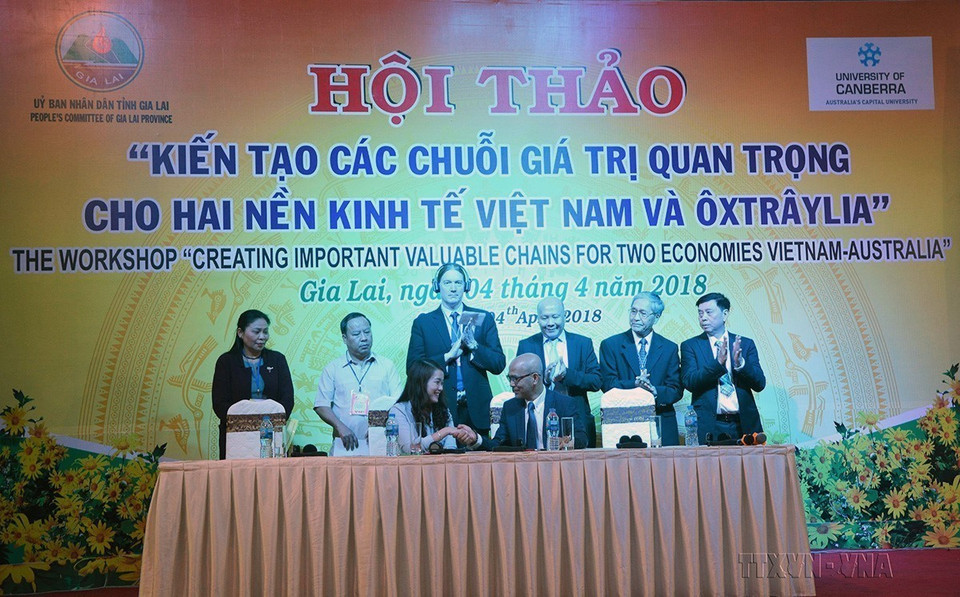 GIA LAI
ỦY BAN NHÂN DÂN TỈNH GIA LAI
PEOPLE'S COMMITTEE OF GIA LAI PROVINCE
UNIVERSITY OF
CANBERRA
AUSTRALIA'S CAPITAL UNIVERSITY
HỘI THẢO
“KIẾN TẠO CÁC CHUỖI GIÁ TRỊ QUAN TRỌNG
CHO HAI NỀN KINH TẾ VIỆT NAM VÀ ÔXTRÂYLIA”
THE WORKSHOP “CREATING IMPORTANT VALUABLE CHAINS FOR TWO ECONOMIES VIETNAM-AUSTRALIA”
Gia Lai, ngà 04 tháng 4 năm 2018
04th Ap 2018
TTXVN-VNA